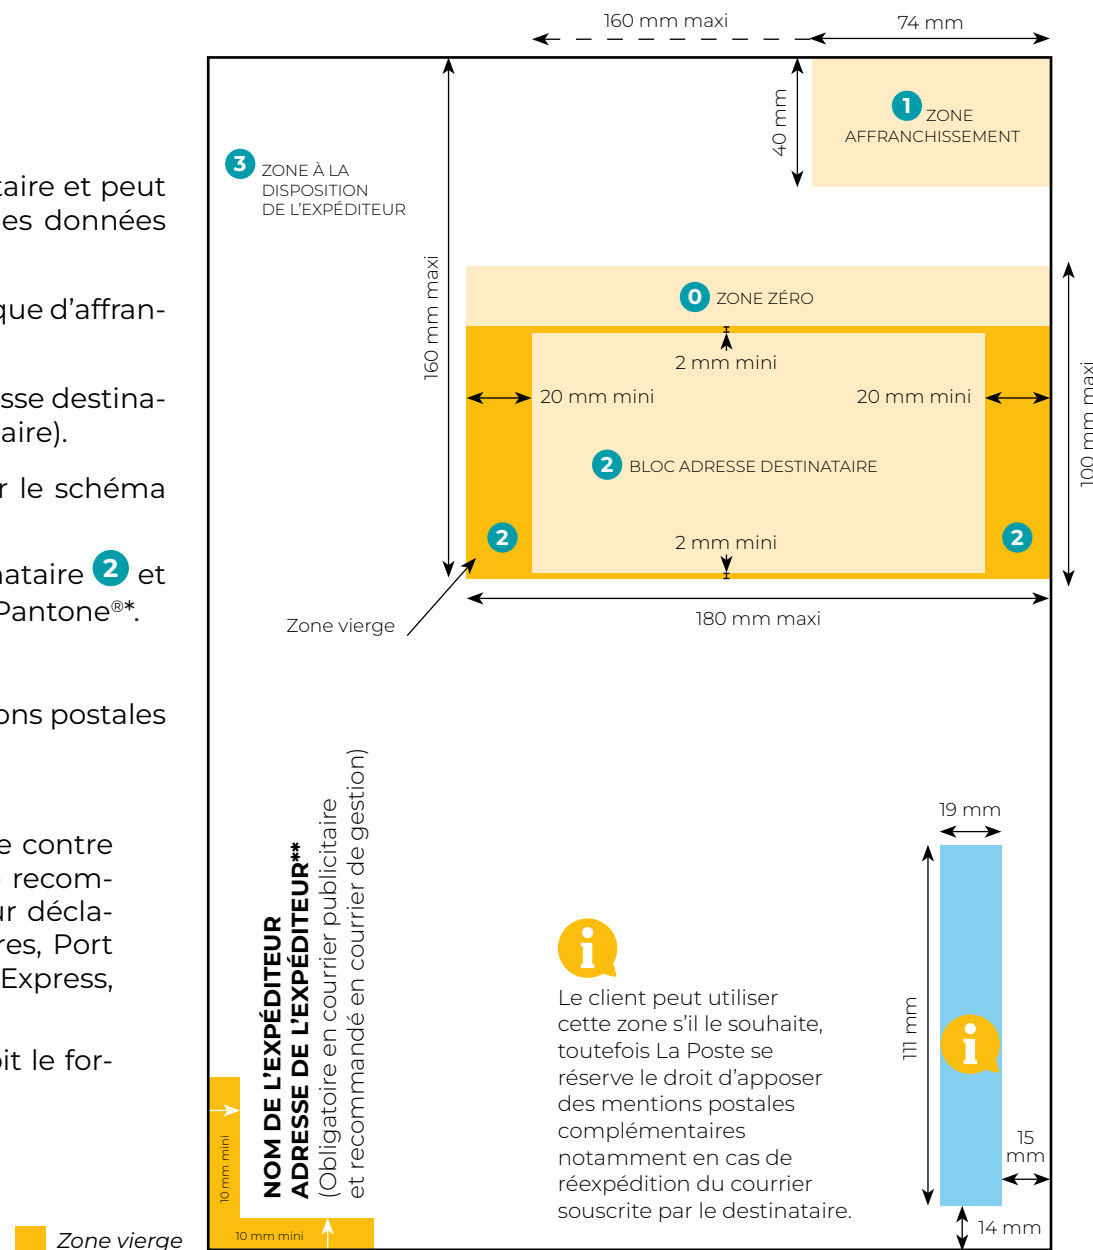 taire et peut
es données
que d'affran-
sse destina-
aire).
r le schéma
nataire 2 et
Pantone®*.
ons postales
e contre
recom-
ur décla-
res, Port
Express,
it le for-
Zone vierge
160 mm maxi
74 mm
40 mm
1 ZONE
AFFRANCHISSEMENT
3 ZONE À LA
DISPOSITION
DE L'EXPÉDITEUR
160 mm maxi
0 ZONE ZÉRO
2 mm mini
20 mm mini
20 mm mini
100 mm maxi
2 BLOC ADRESSE DESTINATAIRE
2
2
2 mm mini
180 mm maxi
Zone vierge
NOM DE L'EXPÉDITEUR
ADRESSE DE L'EXPÉDITEUR**
(Obligatoire en courrier publicitaire
et recommandé en courrier de gestion)
10 mm mini
10 mm mini
i
Le client peut utiliser
cette zone s'il le souhaite,
toutefois La Poste se
réserve le droit d'apposer
des mentions postales
complémentaires
notamment en cas de
réexpédition du courrier
souscrite par le destinataire.
19 mm
111 mm
i
15
mm
14 mm